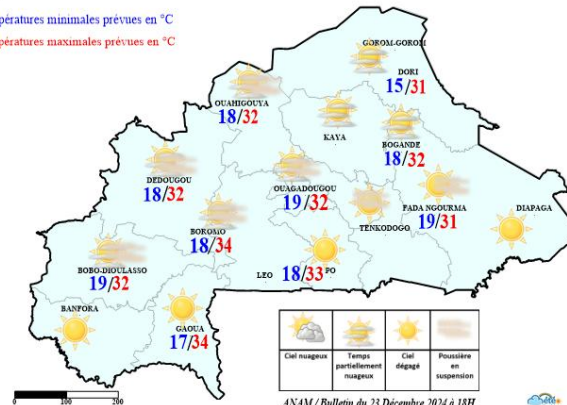 pératures minimales prévues en °C
pératures maximales prévues en °C
GOROM-GOROM
DORI
15/31
OUAHIGOUYA
18/32
KAYA
BOGANDE
18/32
DEDOUGOU
18/32
OUAGADOUGOU
19/32
FADA NGOURMA
19/31
DIAPAGA
TENKODOGO
BOROMO
18/34
BOBO-DIOULASSO
19/32
LEO
18/33
PO
BANFORA
GAOUA
17/34
Ciel nuageux
Temps partiellement nuageux
Ciel dégagé
Poussière en suspension
0 100 200
ANAM / Bulletin du 23 Décembre 2024 à 18H